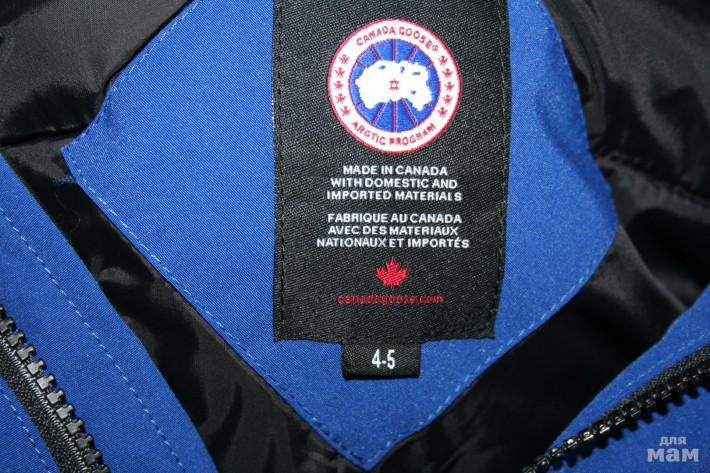 CANADA GOOSE®
ARCTIC PROGRAM
MADE IN CANADA
WITH DOMESTIC AND
IMPORTED MATERIALS
FABRIQUE AU CANADA
AVEC DES MATERIAUX
NATIONAUX ET IMPORTÉS
canadagoose.com
4-5
для
мам